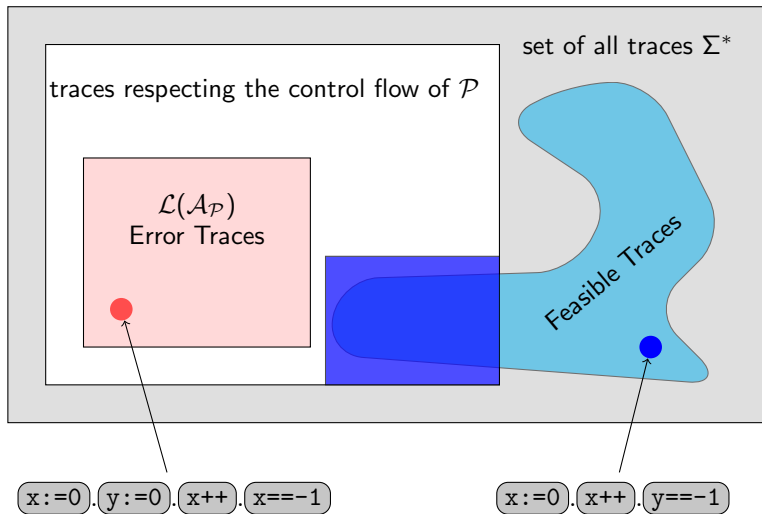 set of all traces Σ*
traces respecting the control flow of 𝒫
ℒ(𝒜_𝒫)
Error Traces
Feasible Traces
x:=0 . y:=0 . x++ . x==-1
x:=0 . x++ . y==-1